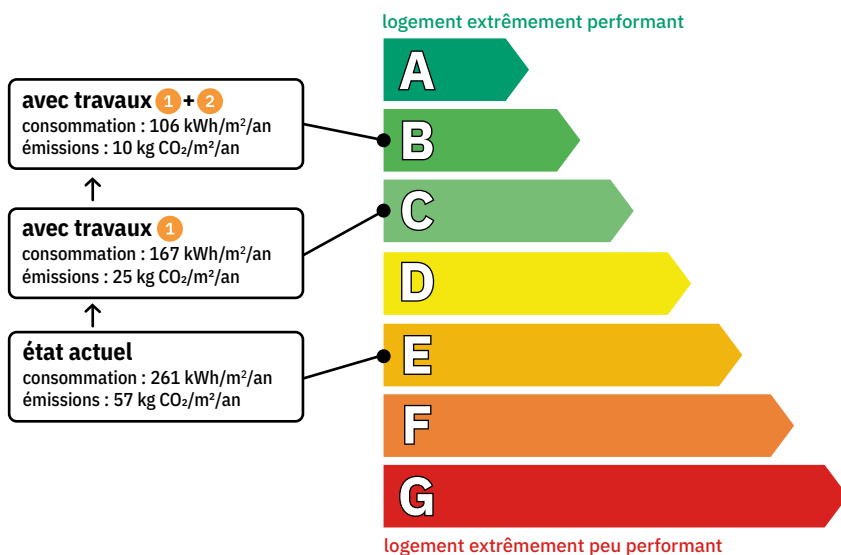 logement extrêmement performant
avec travaux 1 + 2
consommation : 106 kWh/m²/an
émissions : 10 kg CO₂/m²/an
avec travaux 1
consommation : 167 kWh/m²/an
émissions : 25 kg CO₂/m²/an
état actuel
consommation : 261 kWh/m²/an
émissions : 57 kg CO₂/m²/an
A
B
C
D
E
F
G
logement extrêmement peu performant